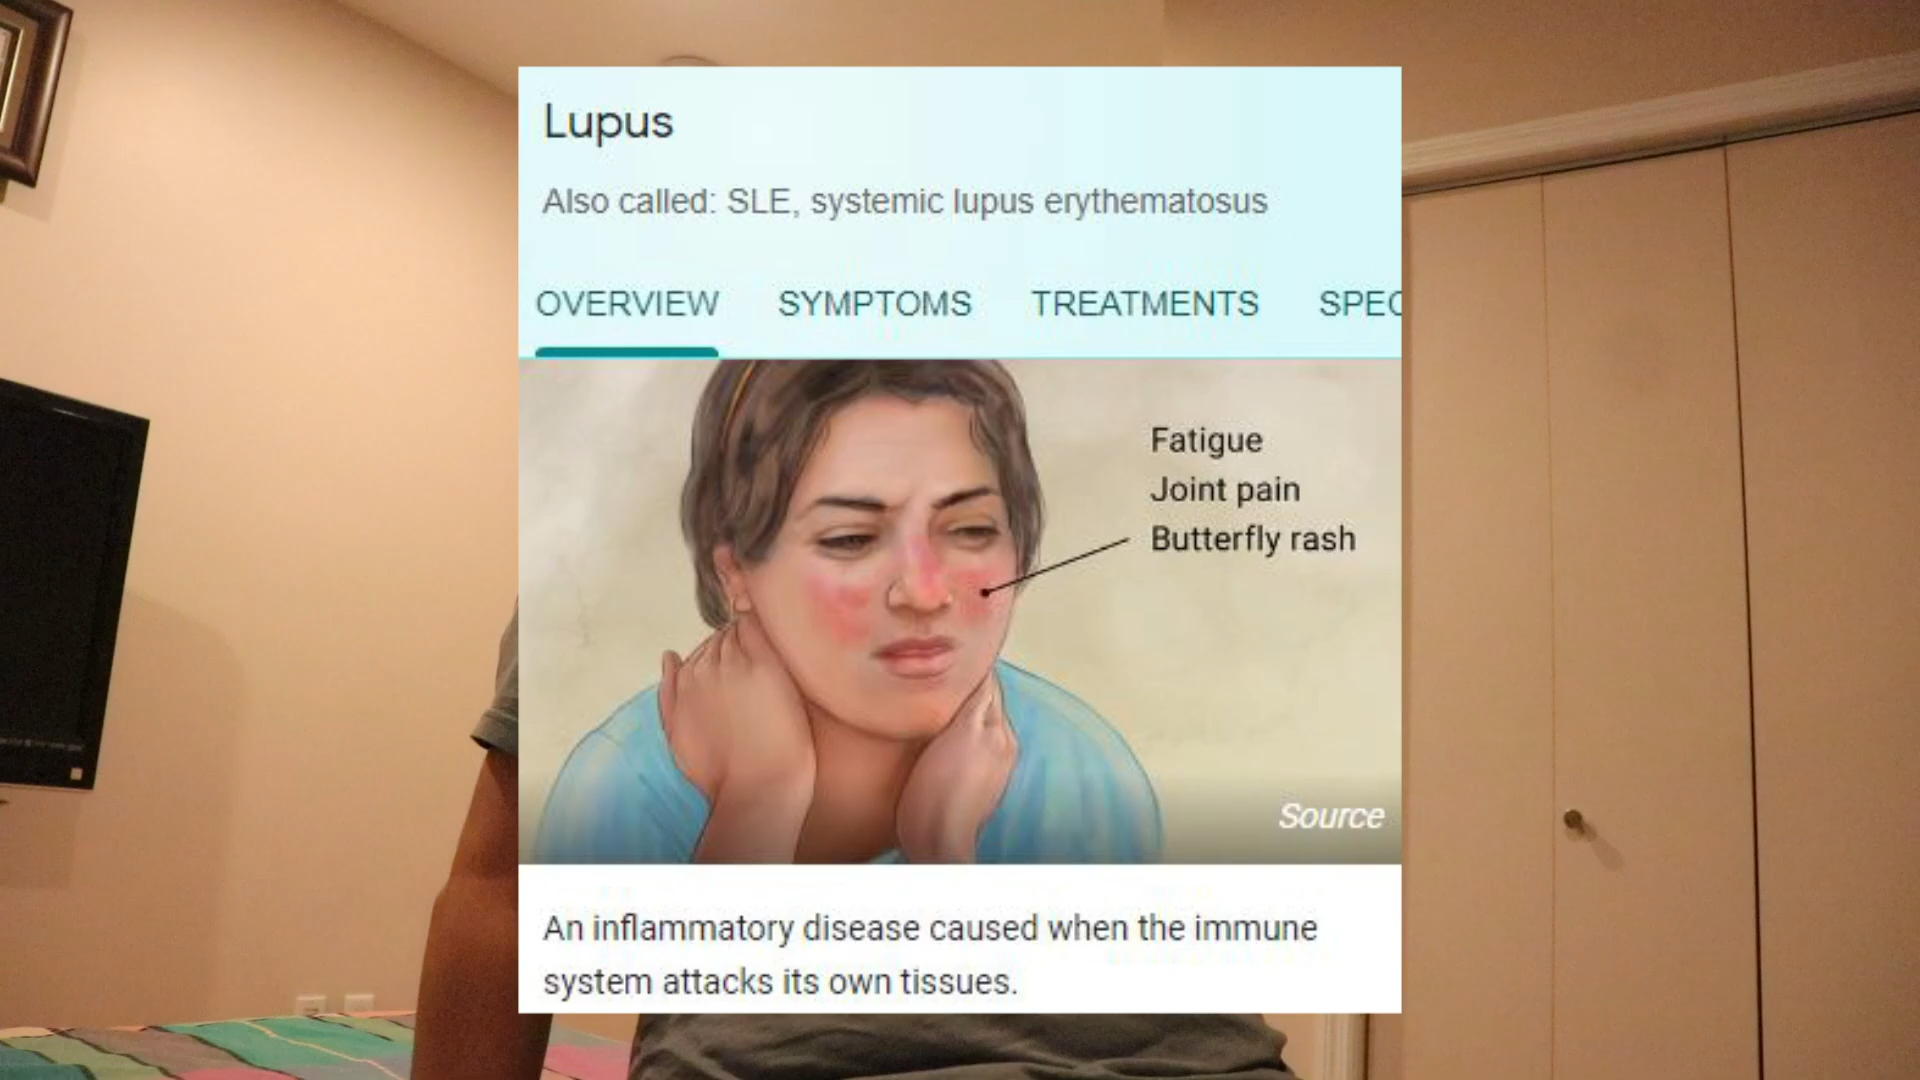 Lupus
Also called: SLE, systemic lupus erythematosus
OVERVIEW SYMPTOMS TREATMENTS SPEC
Fatigue
Joint pain
Butterfly rash
Source
An inflammatory disease caused when the immune
system attacks its own tissues.